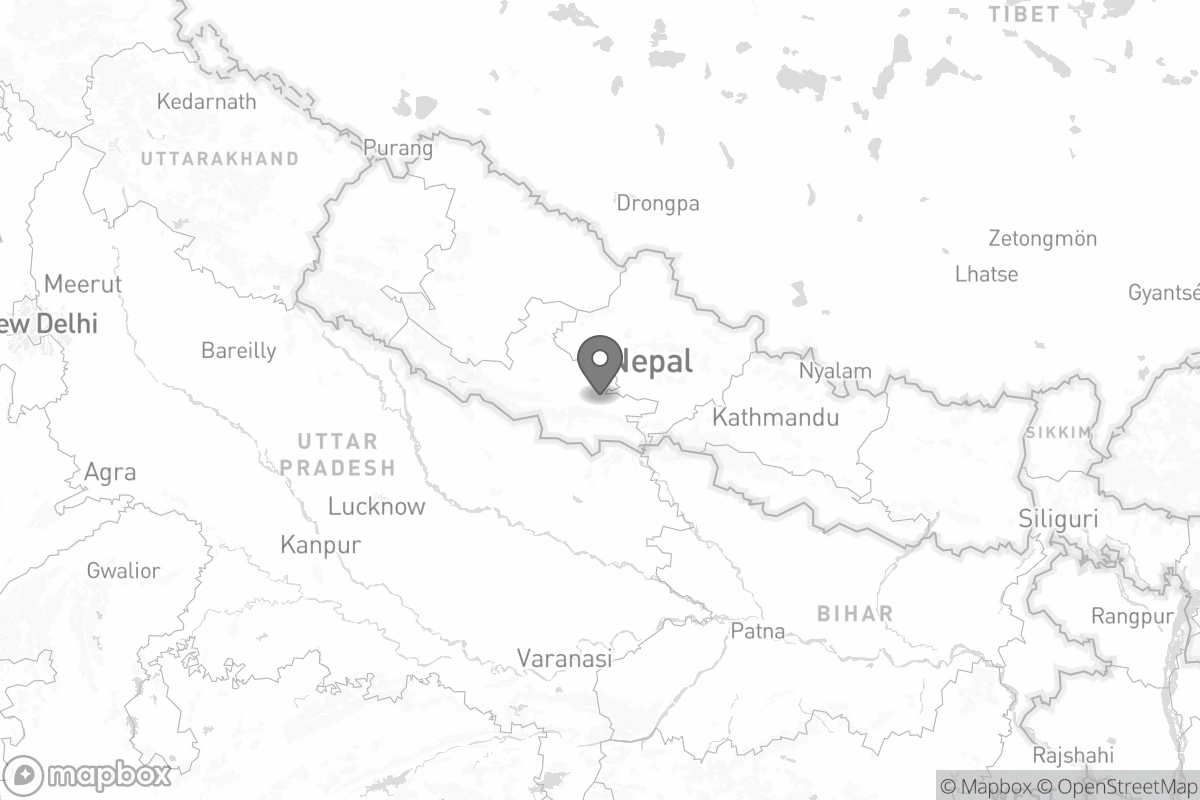 TIBET
Kedarnath
Purang
UTTARAKHAND
Drongpa
Zetongmön
Lhatse
Meerut
Gyantsé
ew Delhi
Bareilly
Nepal
Nyalam
Kathmandu
SIKKIM
UTTAR
PRADESH
Agra
Lucknow
Siliguri
Kanpur
Gwalior
BIHAR
Rangpur
Patna
Varanasi
Rajshahi
mapbox
© Mapbox © OpenStreetMap